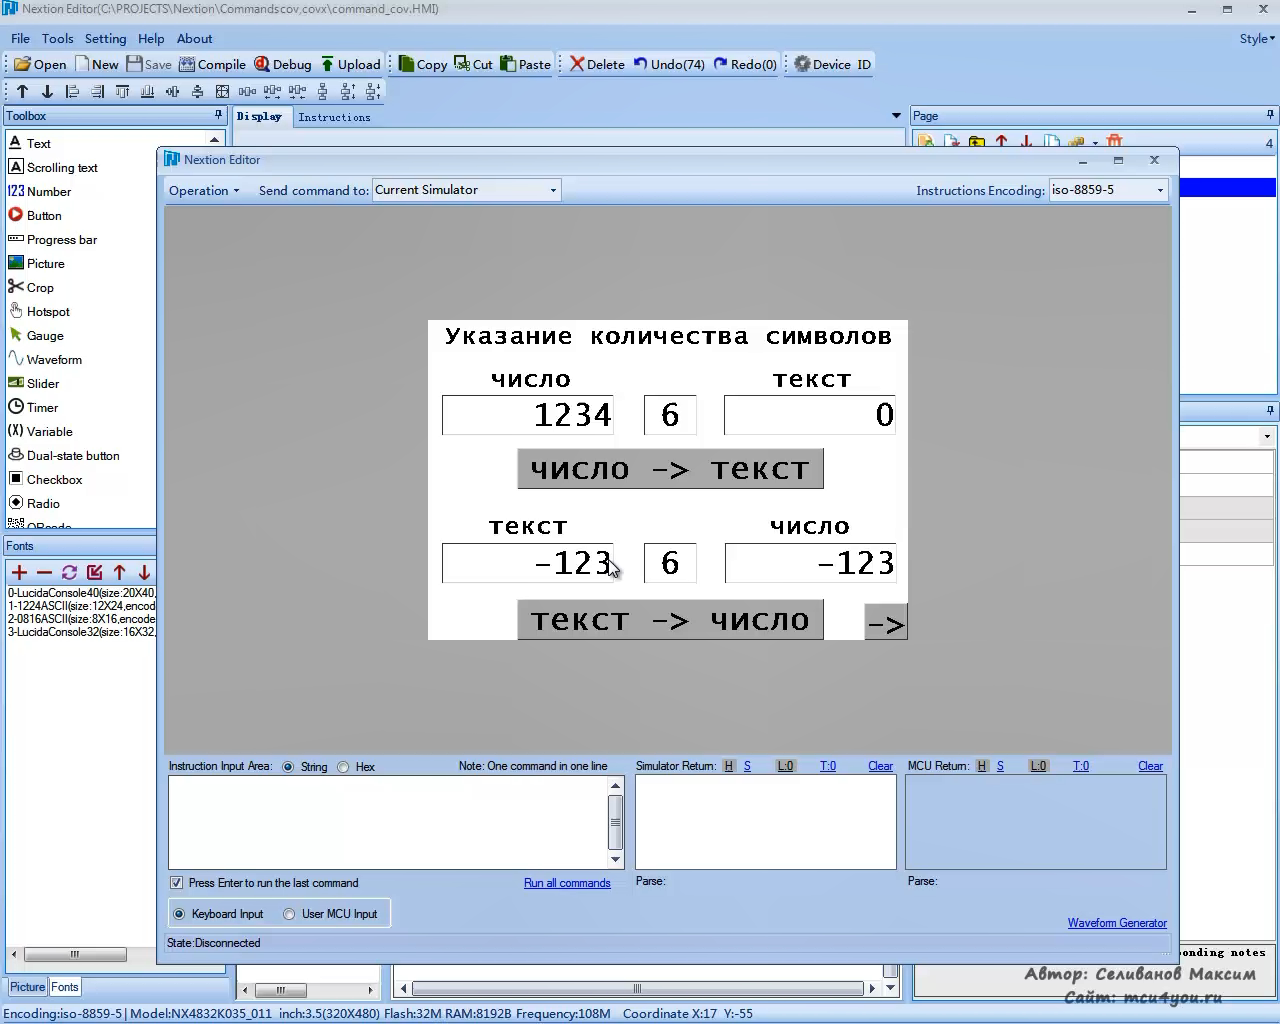 Nextion Editor(C:\PROJECTS\Nextion\Commandscov,covx\command_cov.HMI)
File Tools Setting Help About Style
Open New Save Compile Debug Upload Copy Cut Paste Delete Undo(74) Redo(0) Device ID
Toolbox
Display Instructions
Page
4
Text
Scrolling text
123 Number
Button
Progress bar
Picture
Crop
Hotspot
Gauge
Waveform
Slider
Timer
(X) Variable
Dual-state button
Checkbox
Radio
QRcode
Fonts
0-LucidaConsole40(size:20X40,
1-1224ASCII(size:12X24,encod
2-0816ASCII(size:8X16,encode
3-LucidaConsole32(size:16X32,
Picture Fonts
Nextion Editor
Operation Send command to: Current Simulator Instructions Encoding: iso-8859-5
Указание количества символов
число текст
1234 6 0
число -> текст
текст число
-123 6 -123
текст -> число ->
Instruction Input Area: String Hex Note: One command in one line
Simulator Return: H S L:0 T:0 Clear
MCU Return: H S L:0 T:0 Clear
Press Enter to run the last command Run all commands
Parse: Parse:
Keyboard Input User MCU Input
Waveform Generator
State:Disconnected
onding notes
Автор: Селиванов Максим
Сайт: mcu4you.ru
Encoding:iso-8859-5 Model:NX4832K035_011 inch:3.5(320X480) Flash:32M RAM:8192B Frequency:108M Coordinate X:17 Y:-55